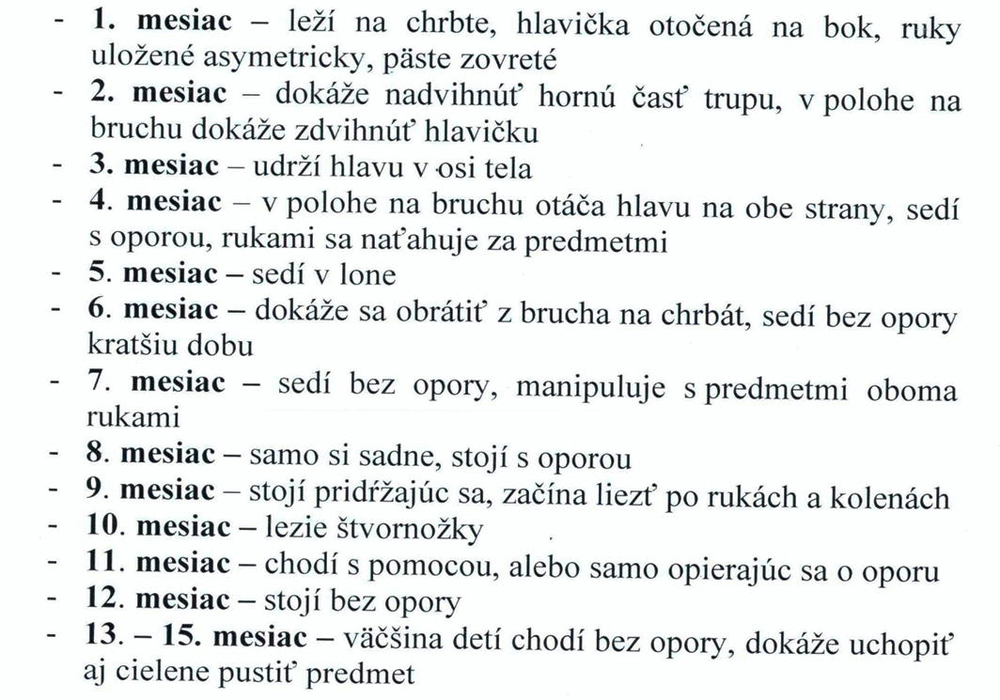 - 1. mesiac – leží na chrbte, hlavička otočená na bok, ruky
uložené asymetricky, päste zovreté
- 2. mesiac – dokáže nadvihnúť hornú časť trupu, v polohe na
bruchu dokáže zdvihnúť hlavičku
- 3. mesiac – udrží hlavu v osi tela
- 4. mesiac – v polohe na bruchu otáča hlavu na obe strany, sedí
s oporou, rukami sa naťahuje za predmetmi
- 5. mesiac – sedí v lone
- 6. mesiac – dokáže sa obrátiť z brucha na chrbát, sedí bez opory
kratšiu dobu
- 7. mesiac – sedí bez opory, manipuluje s predmetmi oboma
rukami
- 8. mesiac – samo si sadne, stojí s oporou
- 9. mesiac – stojí pridŕžajúc sa, začína liezť po rukách a kolenách
- 10. mesiac – lezie štvornožky
- 11. mesiac – chodí s pomocou, alebo samo opierajúc sa o oporu
- 12. mesiac – stojí bez opory
- 13. – 15. mesiac – väčšina detí chodí bez opory, dokáže uchopiť
aj cielene pustiť predmet